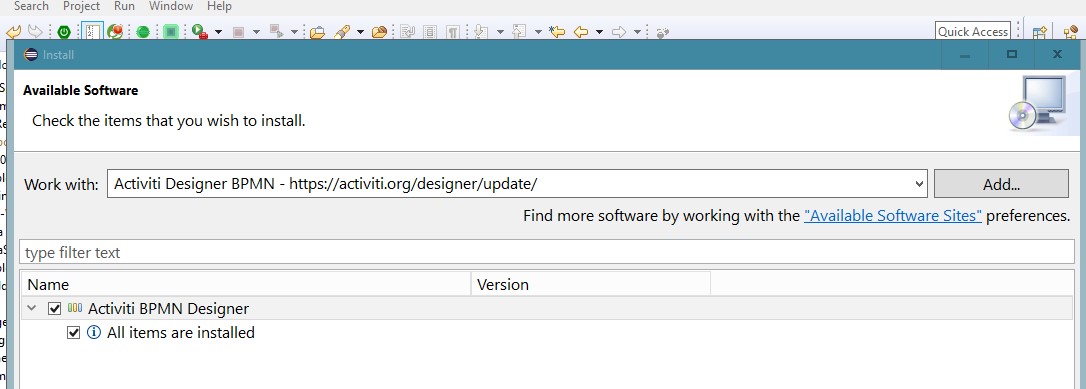 Search Project Run Window Help
Quick Access
Install
Available Software
Check the items that you wish to install.
Work with: Activiti Designer BPMN - https://activiti.org/designer/update/ Add...
Find more software by working with the "Available Software Sites" preferences.
type filter text
Name Version
Activiti BPMN Designer
All items are installed